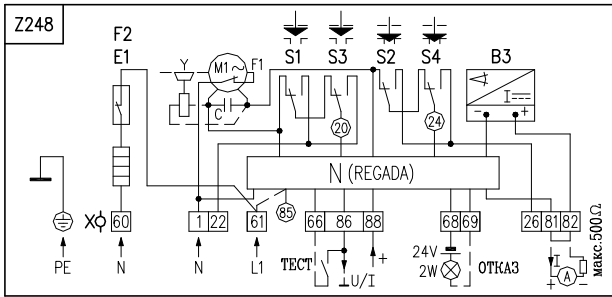 Z248
F2
E1
Y
M1~
F1
C
S1
S3
S2
S4
B3
I
- +
20
24
N (REGADA)
85
X
60
1
22
61
66
86
88
68
69
26
81
82
PE
N
N
L1
ТЕСТ
U/I
+
24V
2W
ОТКАЗ
I
A
+ -
макс.500Ω